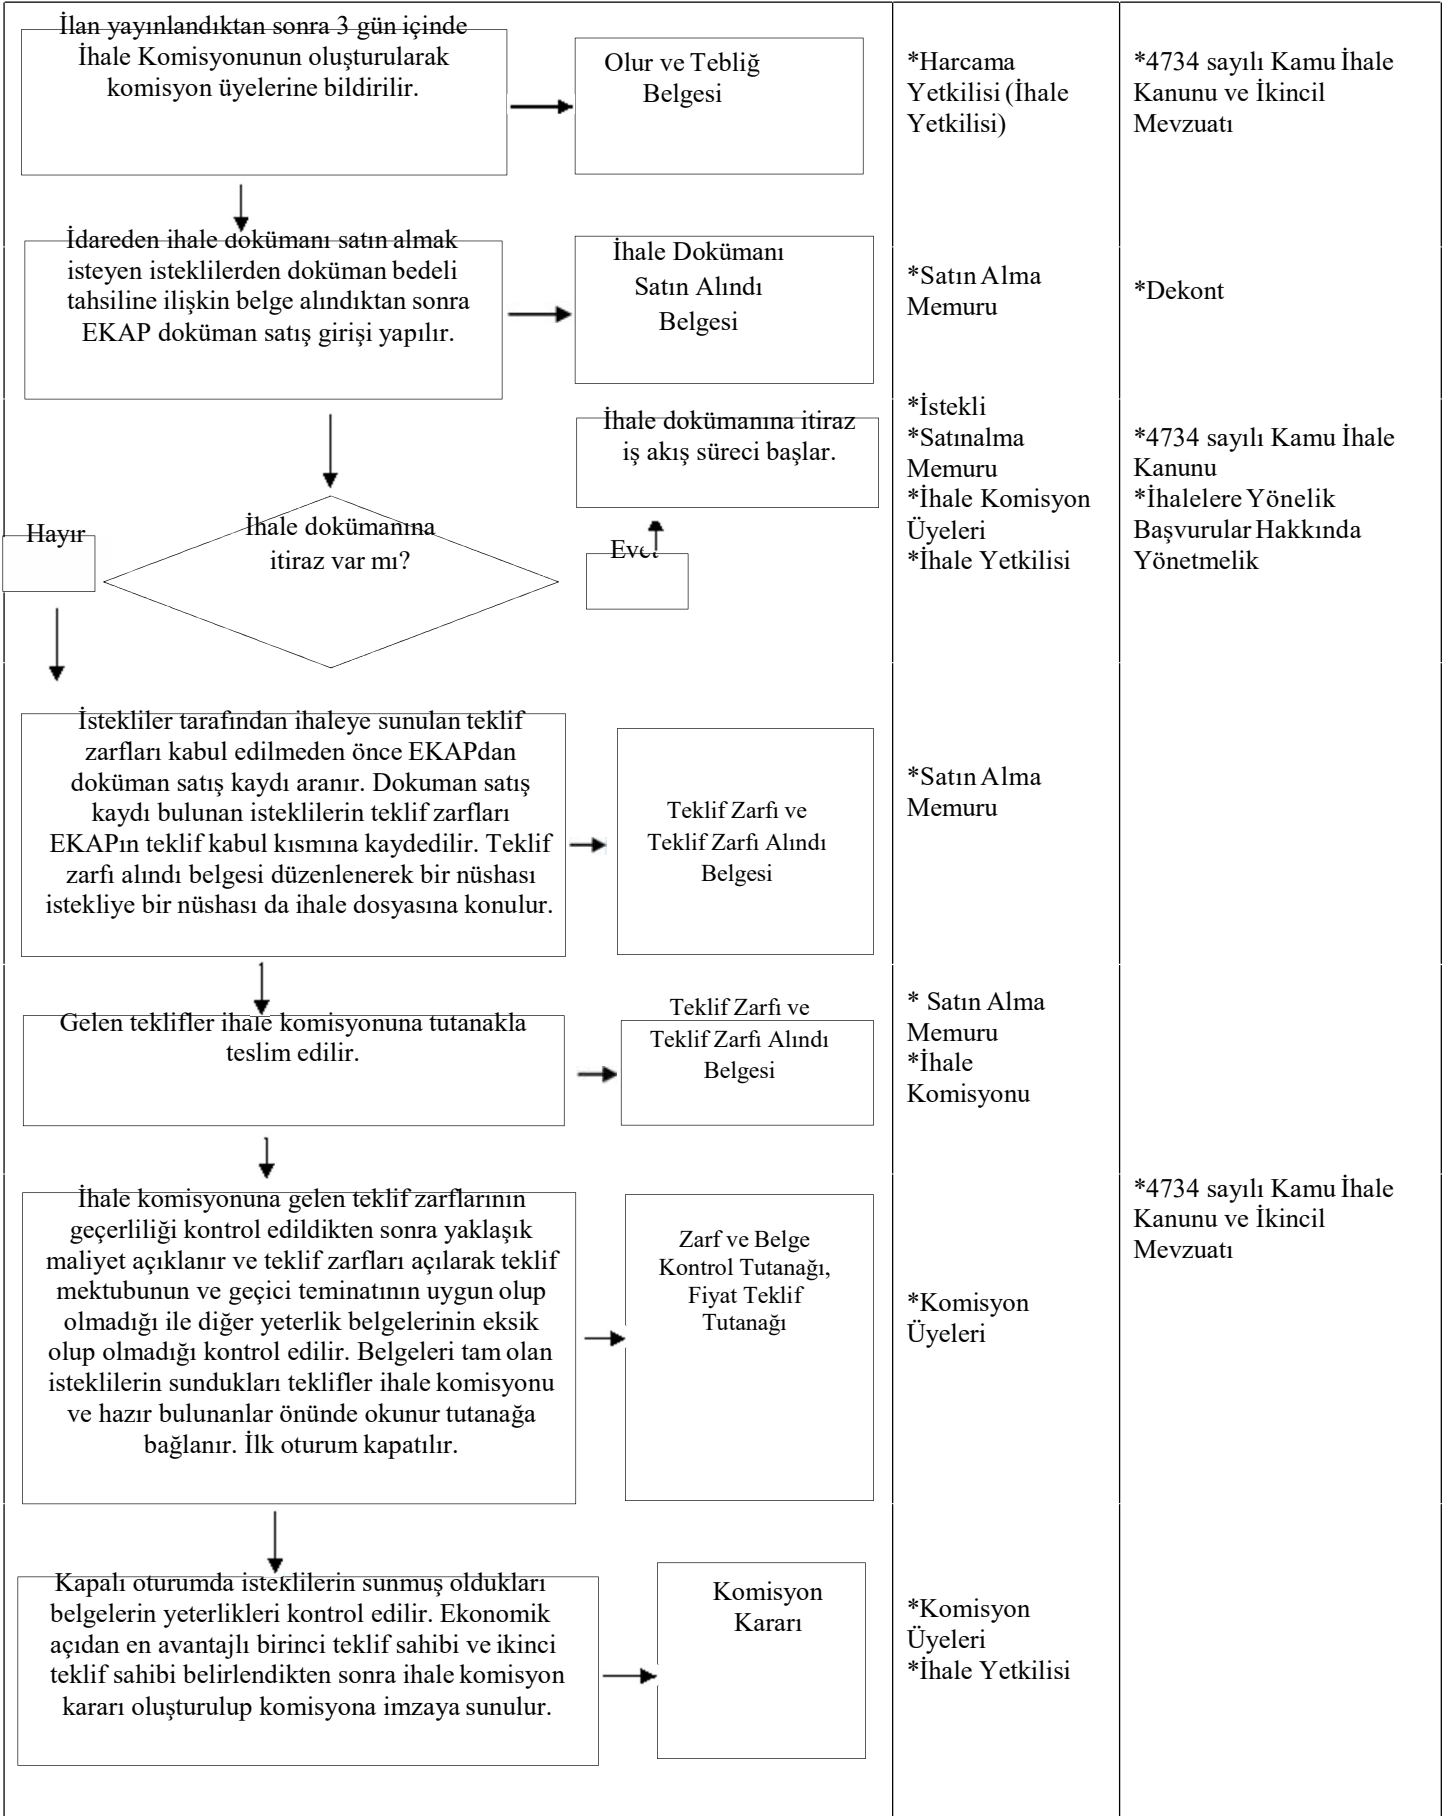 İlan yayınlandıktan sonra 3 gün içinde
İhale Komisyonunun oluşturularak
komisyon üyelerine bildirilir.
Olur ve Tebliğ
Belgesi
*Harcama
Yetkilisi (İhale
Yetkilisi)
*4734 sayılı Kamu İhale
Kanunu ve İkincil
Mevzuatı
İdareden ihale dokümanı satın almak
isteyen isteklilerden doküman bedeli
tahsiline ilişkin belge alındıktan sonra
EKAP doküman satış girişi yapılır.
İhale Dokümanı
Satın Alındı
Belgesi
*Satın Alma
Memuru
*Dekont
İhale dokümanına itiraz
iş akış süreci başlar.
*İstekli
*Satınalma
Memuru
*İhale Komisyon
Üyeleri
*İhale Yetkilisi
*4734 sayılı Kamu İhale
Kanunu
*İhalelere Yönelik
Başvurular Hakkında
Yönetmelik
Hayır
İhale dokümanına
itiraz var mı?
Evet
İstekliler tarafından ihaleye sunulan teklif
zarfları kabul edilmeden önce EKAPdan
doküman satış kaydı aranır. Dokuman satış
kaydı bulunan isteklilerin teklif zarfları
EKAPın teklif kabul kısmına kaydedilir. Teklif
zarfı alındı belgesi düzenlenerek bir nüshası
istekliye bir nüshası da ihale dosyasına konulur.
Teklif Zarfı ve
Teklif Zarfı Alındı
Belgesi
*Satın Alma
Memuru
Gelen teklifler ihale komisyonuna tutanakla
teslim edilir.
Teklif Zarfı ve
Teklif Zarfı Alındı
Belgesi
* Satın Alma
Memuru
*İhale
Komisyonu
İhale komisyonuna gelen teklif zarflarının
geçerliliği kontrol edildikten sonra yaklaşık
maliyet açıklanır ve teklif zarfları açılarak teklif
mektubunun ve geçici teminatının uygun olup
olmadığı ile diğer yeterlik belgelerinin eksik
olup olmadığı kontrol edilir. Belgeleri tam olan
isteklilerin sundukları teklifler ihale komisyonu
ve hazır bulunanlar önünde okunur tutanağa
bağlanır. İlk oturum kapatılır.
Zarf ve Belge
Kontrol Tutanağı,
Fiyat Teklif
Tutanağı
*Komisyon
Üyeleri
*4734 sayılı Kamu İhale
Kanunu ve İkincil
Mevzuatı
Kapalı oturumda isteklilerin sunmuş oldukları
belgelerin yeterlikleri kontrol edilir. Ekonomik
açıdan en avantajlı birinci teklif sahibi ve ikinci
teklif sahibi belirlendikten sonra ihale komisyon
kararı oluşturulup komisyona imzaya sunulur.
Komisyon
Kararı
*Komisyon
Üyeleri
*İhale Yetkilisi